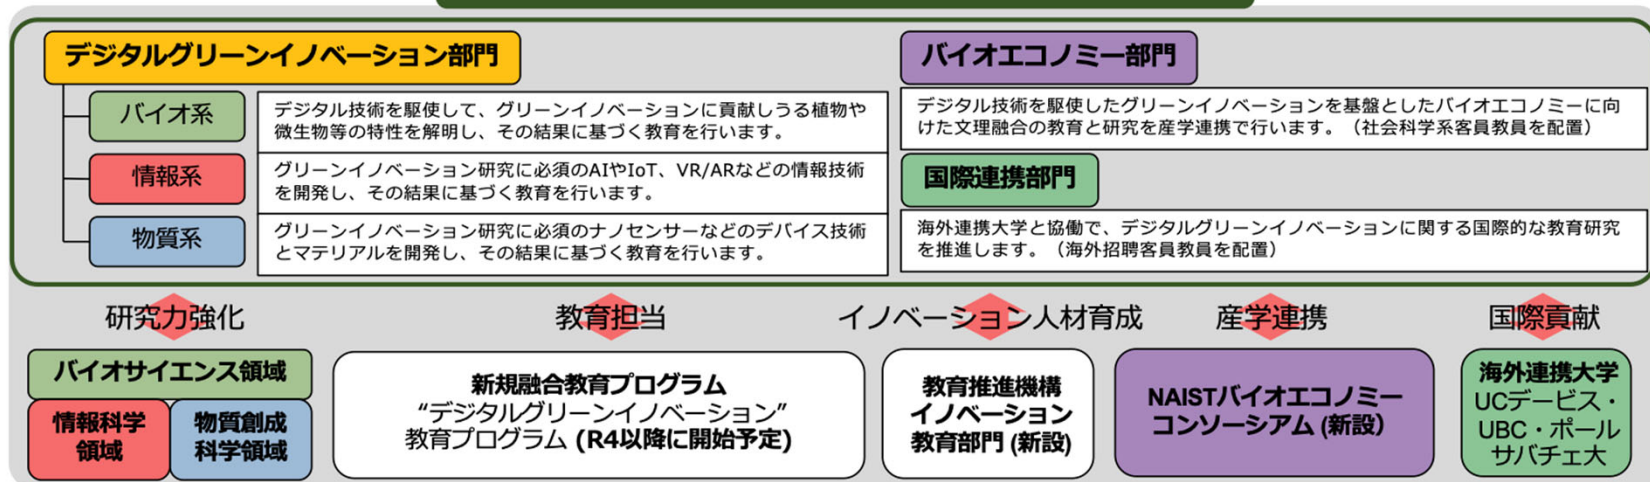 デジタルグリーンイノベーション部門
バイオ系
デジタル技術を駆使して、グリーンイノベーションに貢献しうる植物や
微生物等の特性を解明し、その結果に基づく教育を行います。
情報系
グリーンイノベーション研究に必須のAIやIoT、VR/ARなどの情報技術
を開発し、その結果に基づく教育を行います。
物質系
グリーンイノベーション研究に必須のナノセンサーなどのデバイス技術
とマテリアルを開発し、その結果に基づく教育を行います。
バイオエコノミー部門
デジタル技術を駆使したグリーンイノベーションを基盤としたバイオエコノミーに向
けた文理融合の教育と研究を産学連携で行います。（社会科学系客員教員を配置）
国際連携部門
海外連携大学と協働で、デジタルグリーンイノベーションに関する国際的な教育研究
を推進します。（海外招聘客員教員を配置）
研究力強化
教育担当
イノベーション人材育成
産学連携
国際貢献
バイオサイエンス領域
情報科学
領域
物質創成
科学領域
新規融合教育プログラム
“デジタルグリーンイノベーション”
教育プログラム (R4以降に開始予定)
教育推進機構
イノベーション
教育部門 (新設)
NAISTバイオエコノミー
コンソーシアム (新設）
海外連携大学
UCデービス・
UBC・ポール
サバチェ大